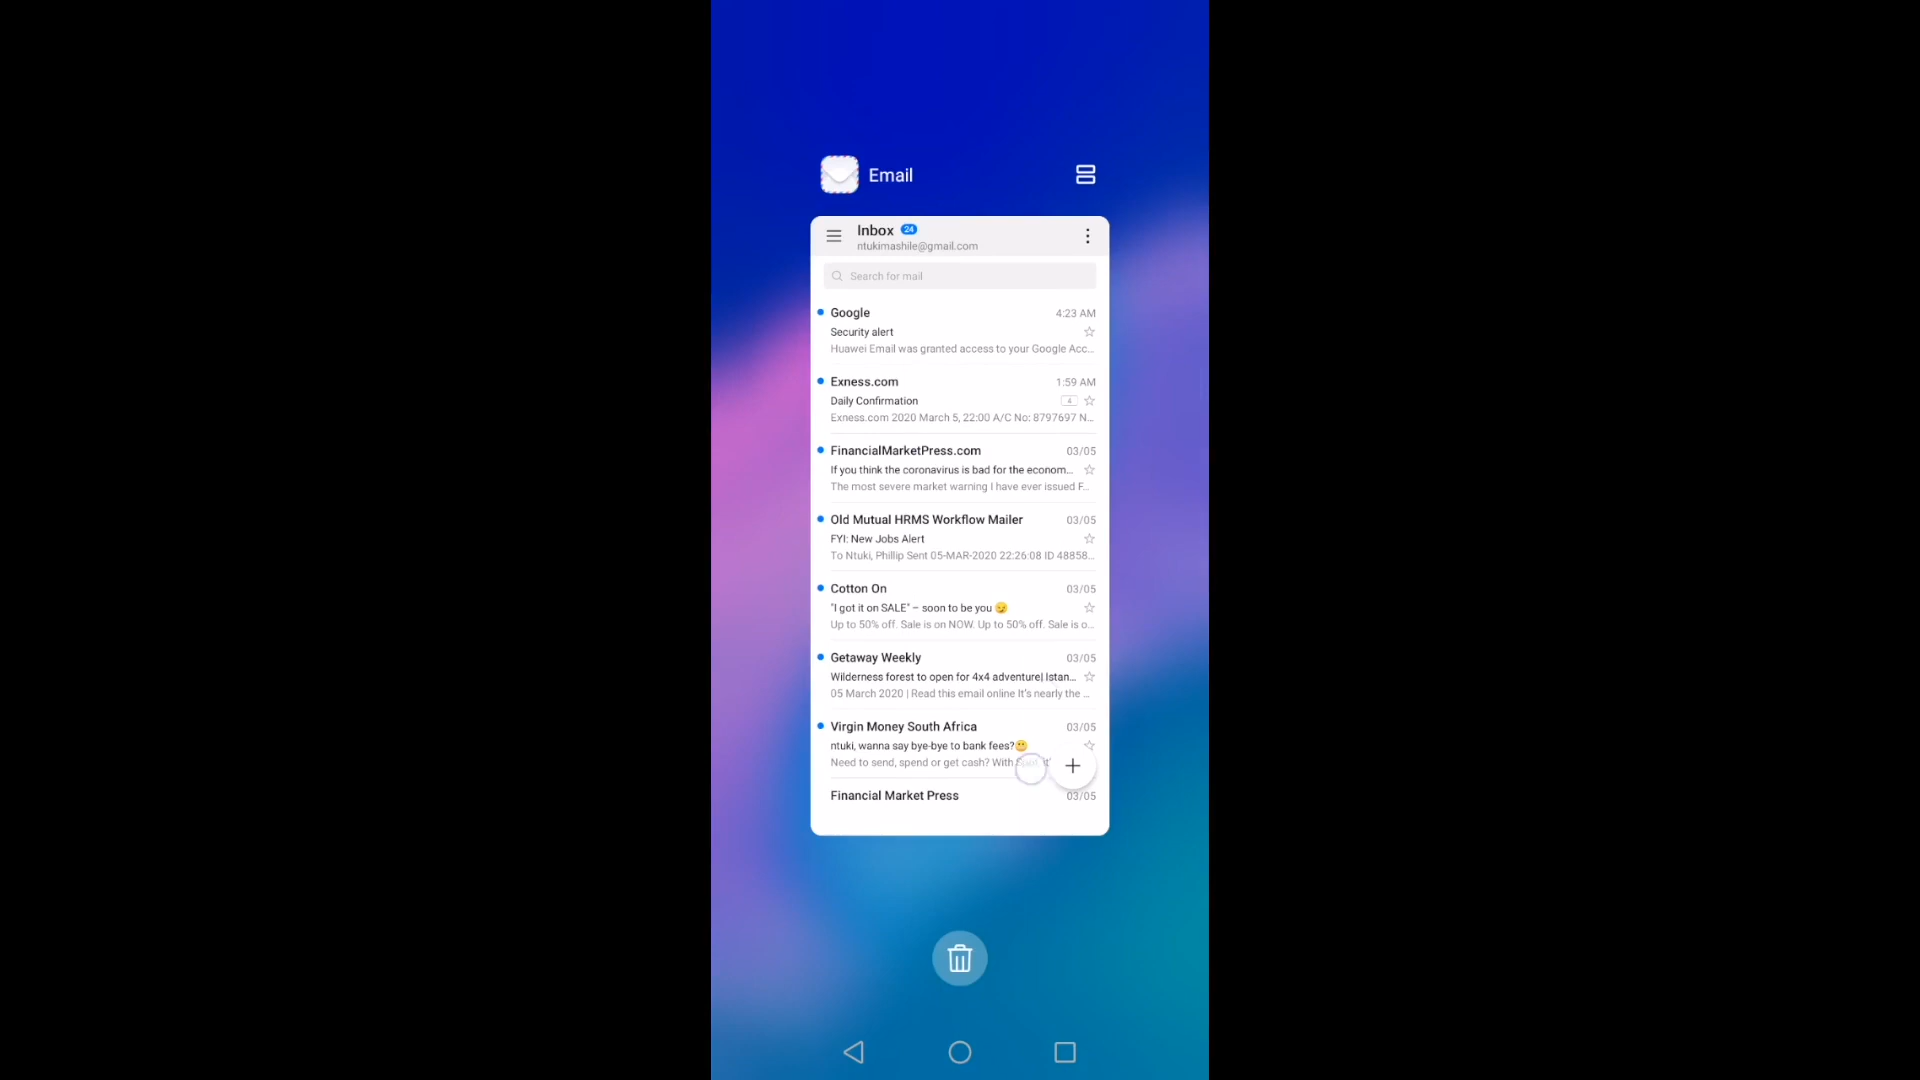 Email
Inbox 24
ntukimashile@gmail.com
Search for mail
Google 4:23 AM
Security alert
Huawei Email was granted access to your Google Acc...
Exness.com 1:59 AM
Daily Confirmation 4
Exness.com 2020 March 5, 22:00 A/C No: 8797697 N...
FinancialMarketPress.com 03/05
If you think the coronavirus is bad for the econom...
The most severe market warning I have ever issued F...
Old Mutual HRMS Workflow Mailer 03/05
FYI: New Jobs Alert
To Ntuki, Phillip Sent 05-MAR-2020 22:26:08 ID 48858...
Cotton On 03/05
"I got it on SALE" – soon to be you 😏
Up to 50% off. Sale is on NOW. Up to 50% off. Sale is o...
Getaway Weekly 03/05
Wilderness forest to open for 4x4 adventure| Istan...
05 March 2020 | Read this email online It's nearly the ...
Virgin Money South Africa 03/05
ntuki, wanna say bye-bye to bank fees?🙂
Need to send, spend or get cash? With
Financial Market Press 03/05